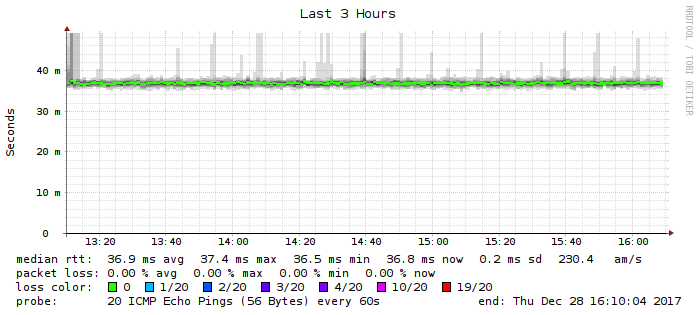 Last 3 Hours
RRDTOOL / TOBI OETIKER
Seconds
40 m
30 m
20 m
10 m
0
13:20 13:40 14:00 14:20 14:40 15:00 15:20 15:40 16:00
median rtt: 36.9 ms avg 37.4 ms max 36.5 ms min 36.8 ms now 0.2 ms sd 230.4 am/s
packet loss: 0.00 % avg 0.00 % max 0.00 % min 0.00 % now
loss color: 0 1/20 2/20 3/20 4/20 10/20 19/20
probe: 20 ICMP Echo Pings (56 Bytes) every 60s end: Thu Dec 28 16:10:04 2017